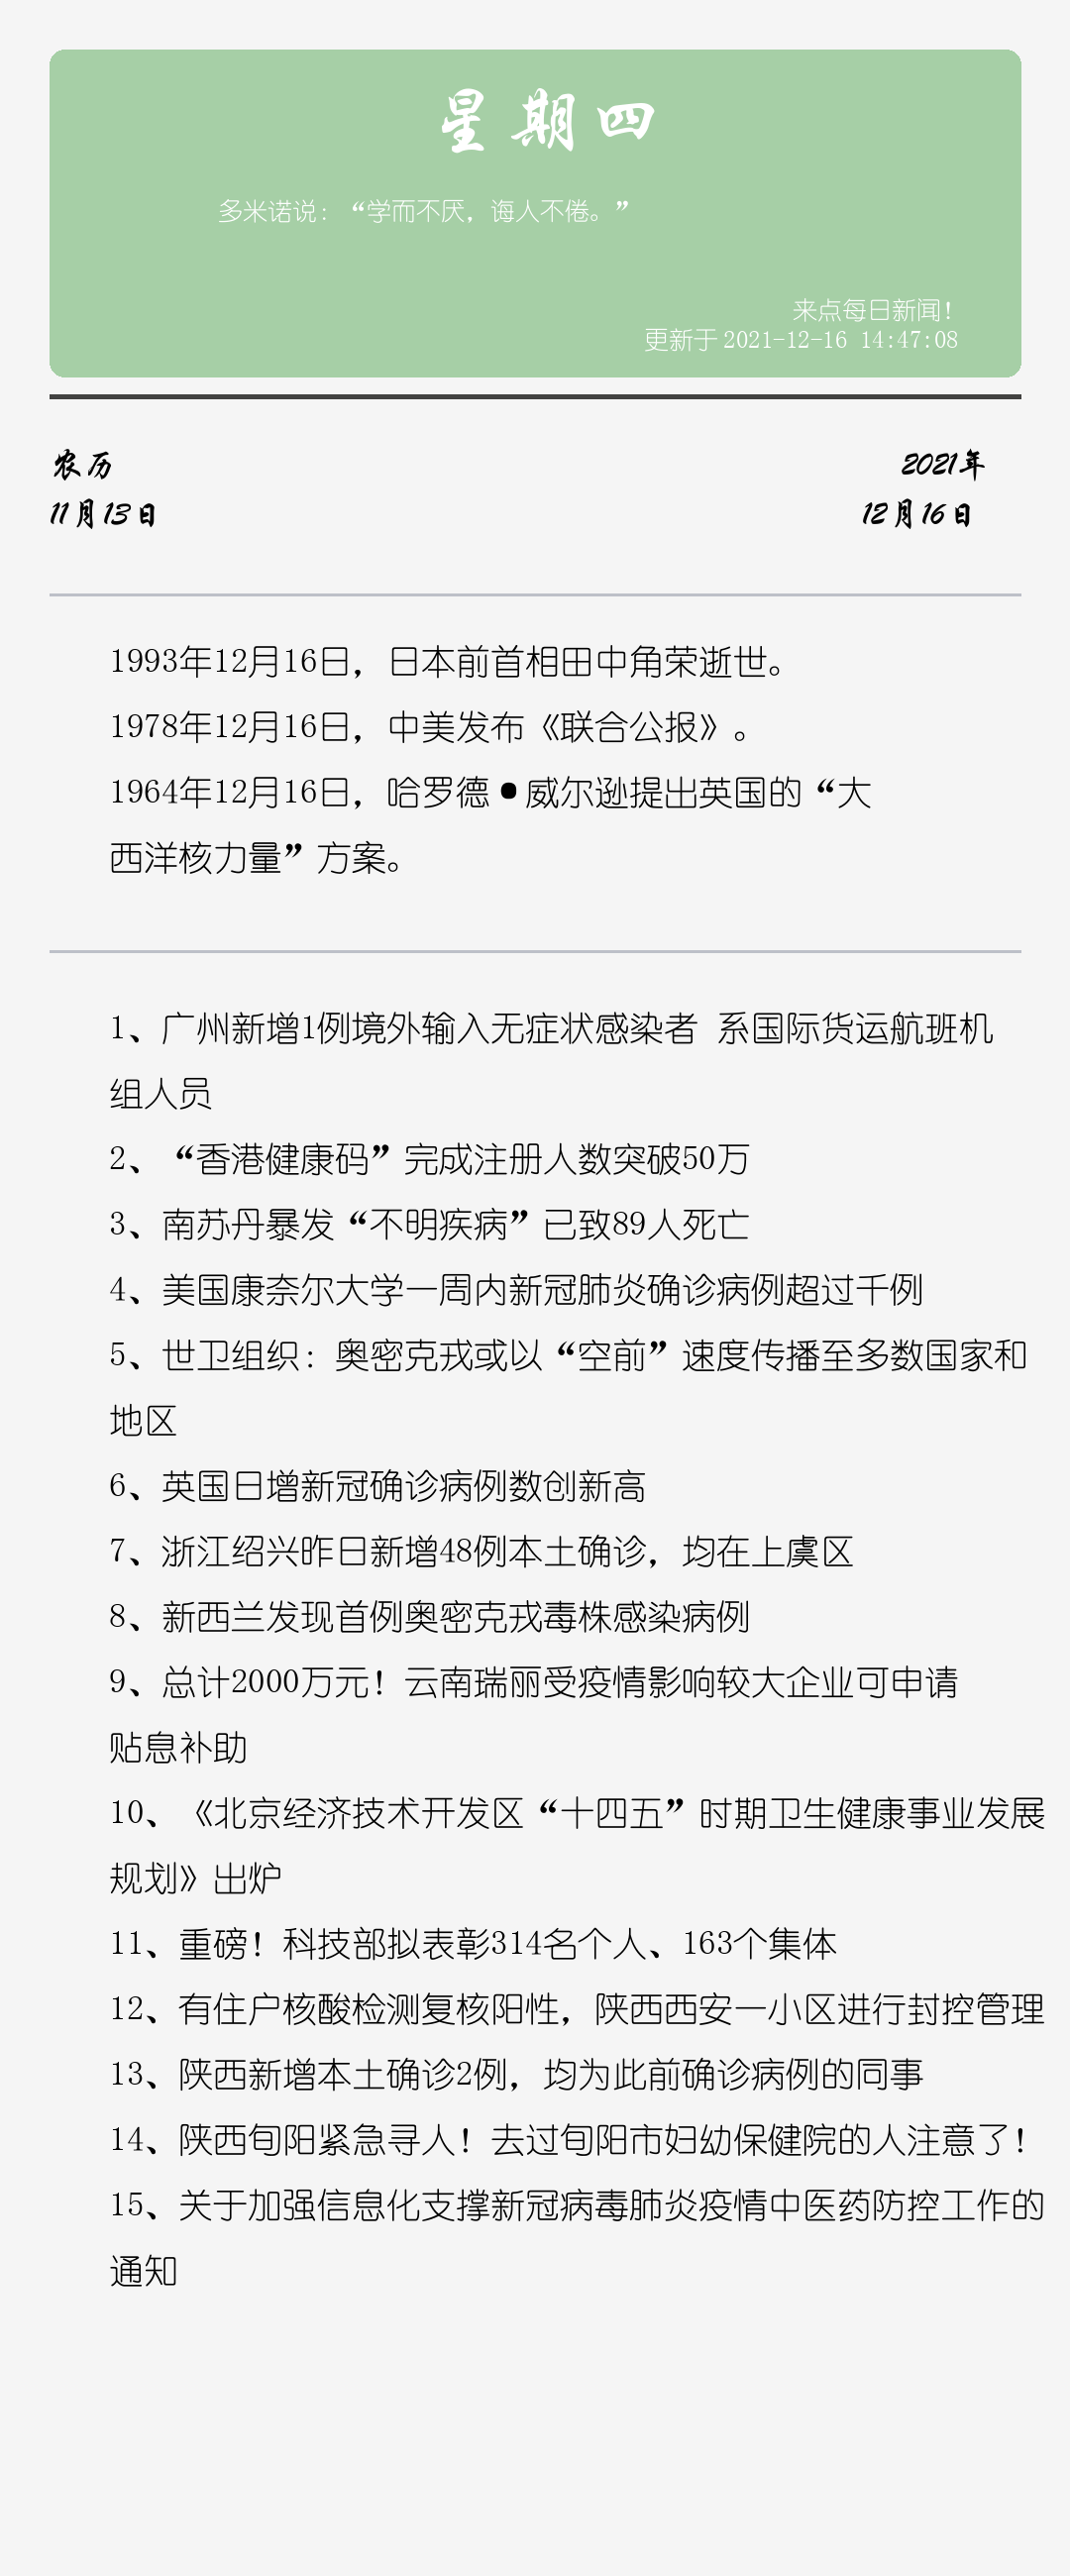 星期四
多米诺说：“学而不厌，诲人不倦。”
来点每日新闻！
更新于 2021-12-16 14:47:08
农历
2021年
11月13日
12月16日
1993年12月16日，日本前首相田中角荣逝世。
1978年12月16日，中美发布《联合公报》。
1964年12月16日，哈罗德•威尔逊提出英国的“大
西洋核力量”方案。
1、广州新增1例境外输入无症状感染者 系国际货运航班机
组人员
2、“香港健康码”完成注册人数突破50万
3、南苏丹暴发“不明疾病”已致89人死亡
4、美国康奈尔大学一周内新冠肺炎确诊病例超过千例
5、世卫组织：奥密克戎或以“空前”速度传播至多数国家和
地区
6、英国日增新冠确诊病例数创新高
7、浙江绍兴昨日新增48例本土确诊，均在上虞区
8、新西兰发现首例奥密克戎毒株感染病例
9、总计2000万元！云南瑞丽受疫情影响较大企业可申请
贴息补助
10、《北京经济技术开发区“十四五”时期卫生健康事业发展
规划》出炉
11、重磅！科技部拟表彰314名个人、163个集体
12、有住户核酸检测复核阳性，陕西西安一小区进行封控管理
13、陕西新增本土确诊2例，均为此前确诊病例的同事
14、陕西旬阳紧急寻人！去过旬阳市妇幼保健院的人注意了！
15、关于加强信息化支撑新冠病毒肺炎疫情中医药防控工作的
通知